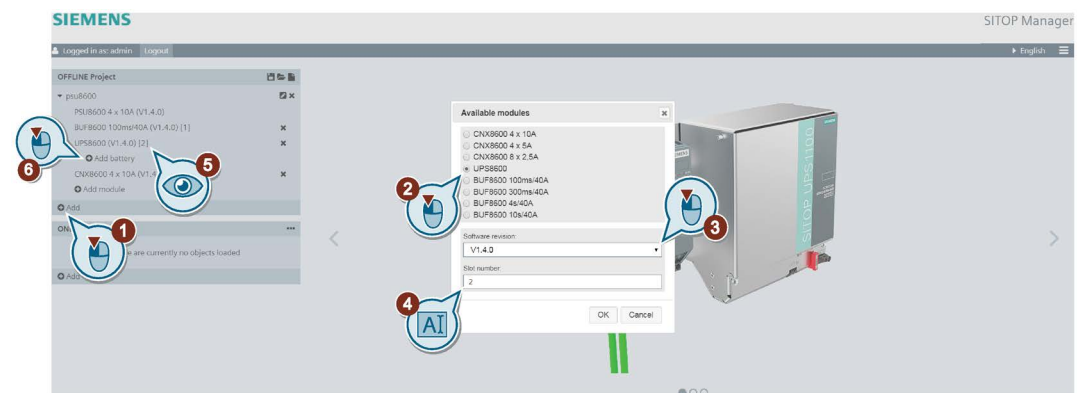 SIEMENS
SITOP Manager
Logged in as: admin Logout
English
OFFLINE Project
psu8600
PSU8600 4 x 10A (V1.4.0)
BUF8600 100ms/40A (V1.4.0) [1]
UPS8600 (V1.4.0) [2]
Add battery
CNX8600 4 x 10A (V1.4
Add module
Add
ON
e are currently no objects loaded
Add
Available modules
CNX8600 4 x 10A
CNX8600 4 x 5A
CNX8600 8 x 2,5A
UPS8600
BUF8600 100ms/40A
BUF8600 300ms/40A
BUF8600 4s/40A
BUF8600 10s/40A
Software revision:
V1.4.0
Slot number:
2
OK Cancel
1
2
3
4
AI
5
6
SITOP UPS1100